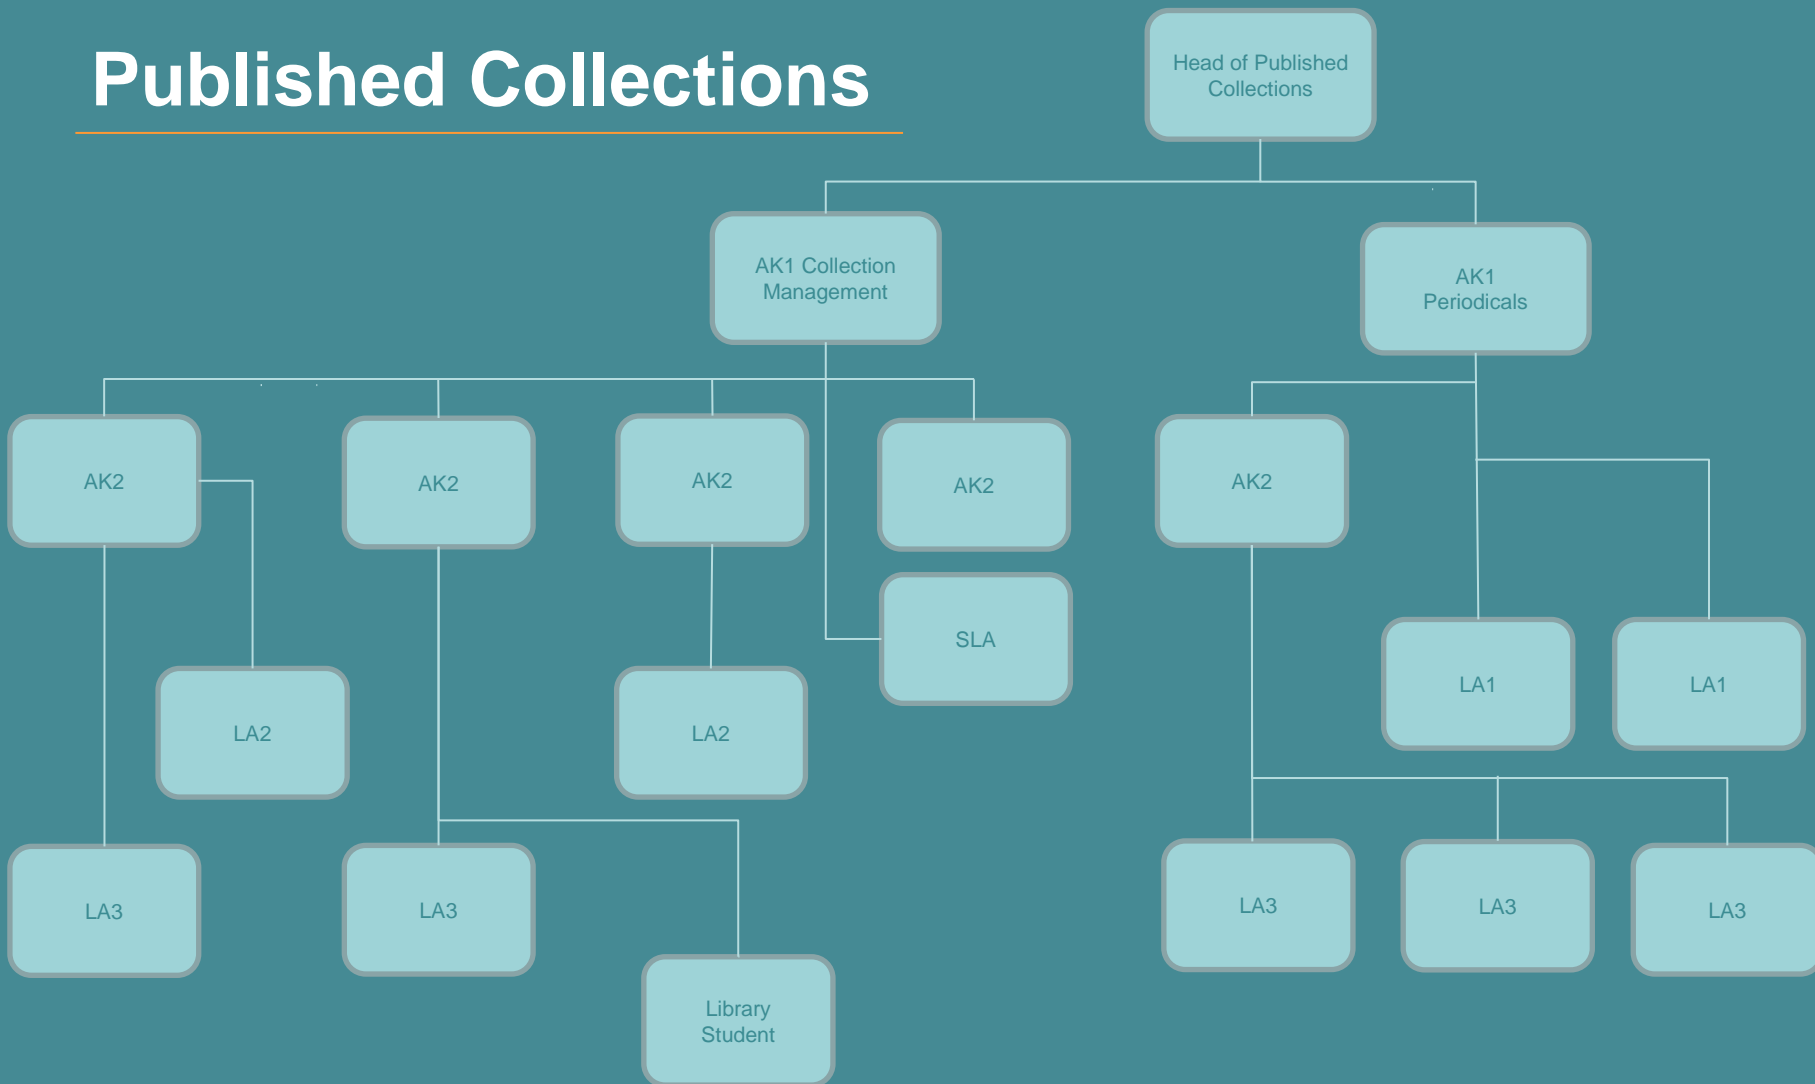 Published Collections
Head of Published
Collections
AK1 Collection
Management
AK1
Periodicals
AK2
AK2
AK2
AK2
AK2
SLA
LA1
LA1
LA2
LA2
LA3
LA3
LA3
LA3
LA3
Library
Student